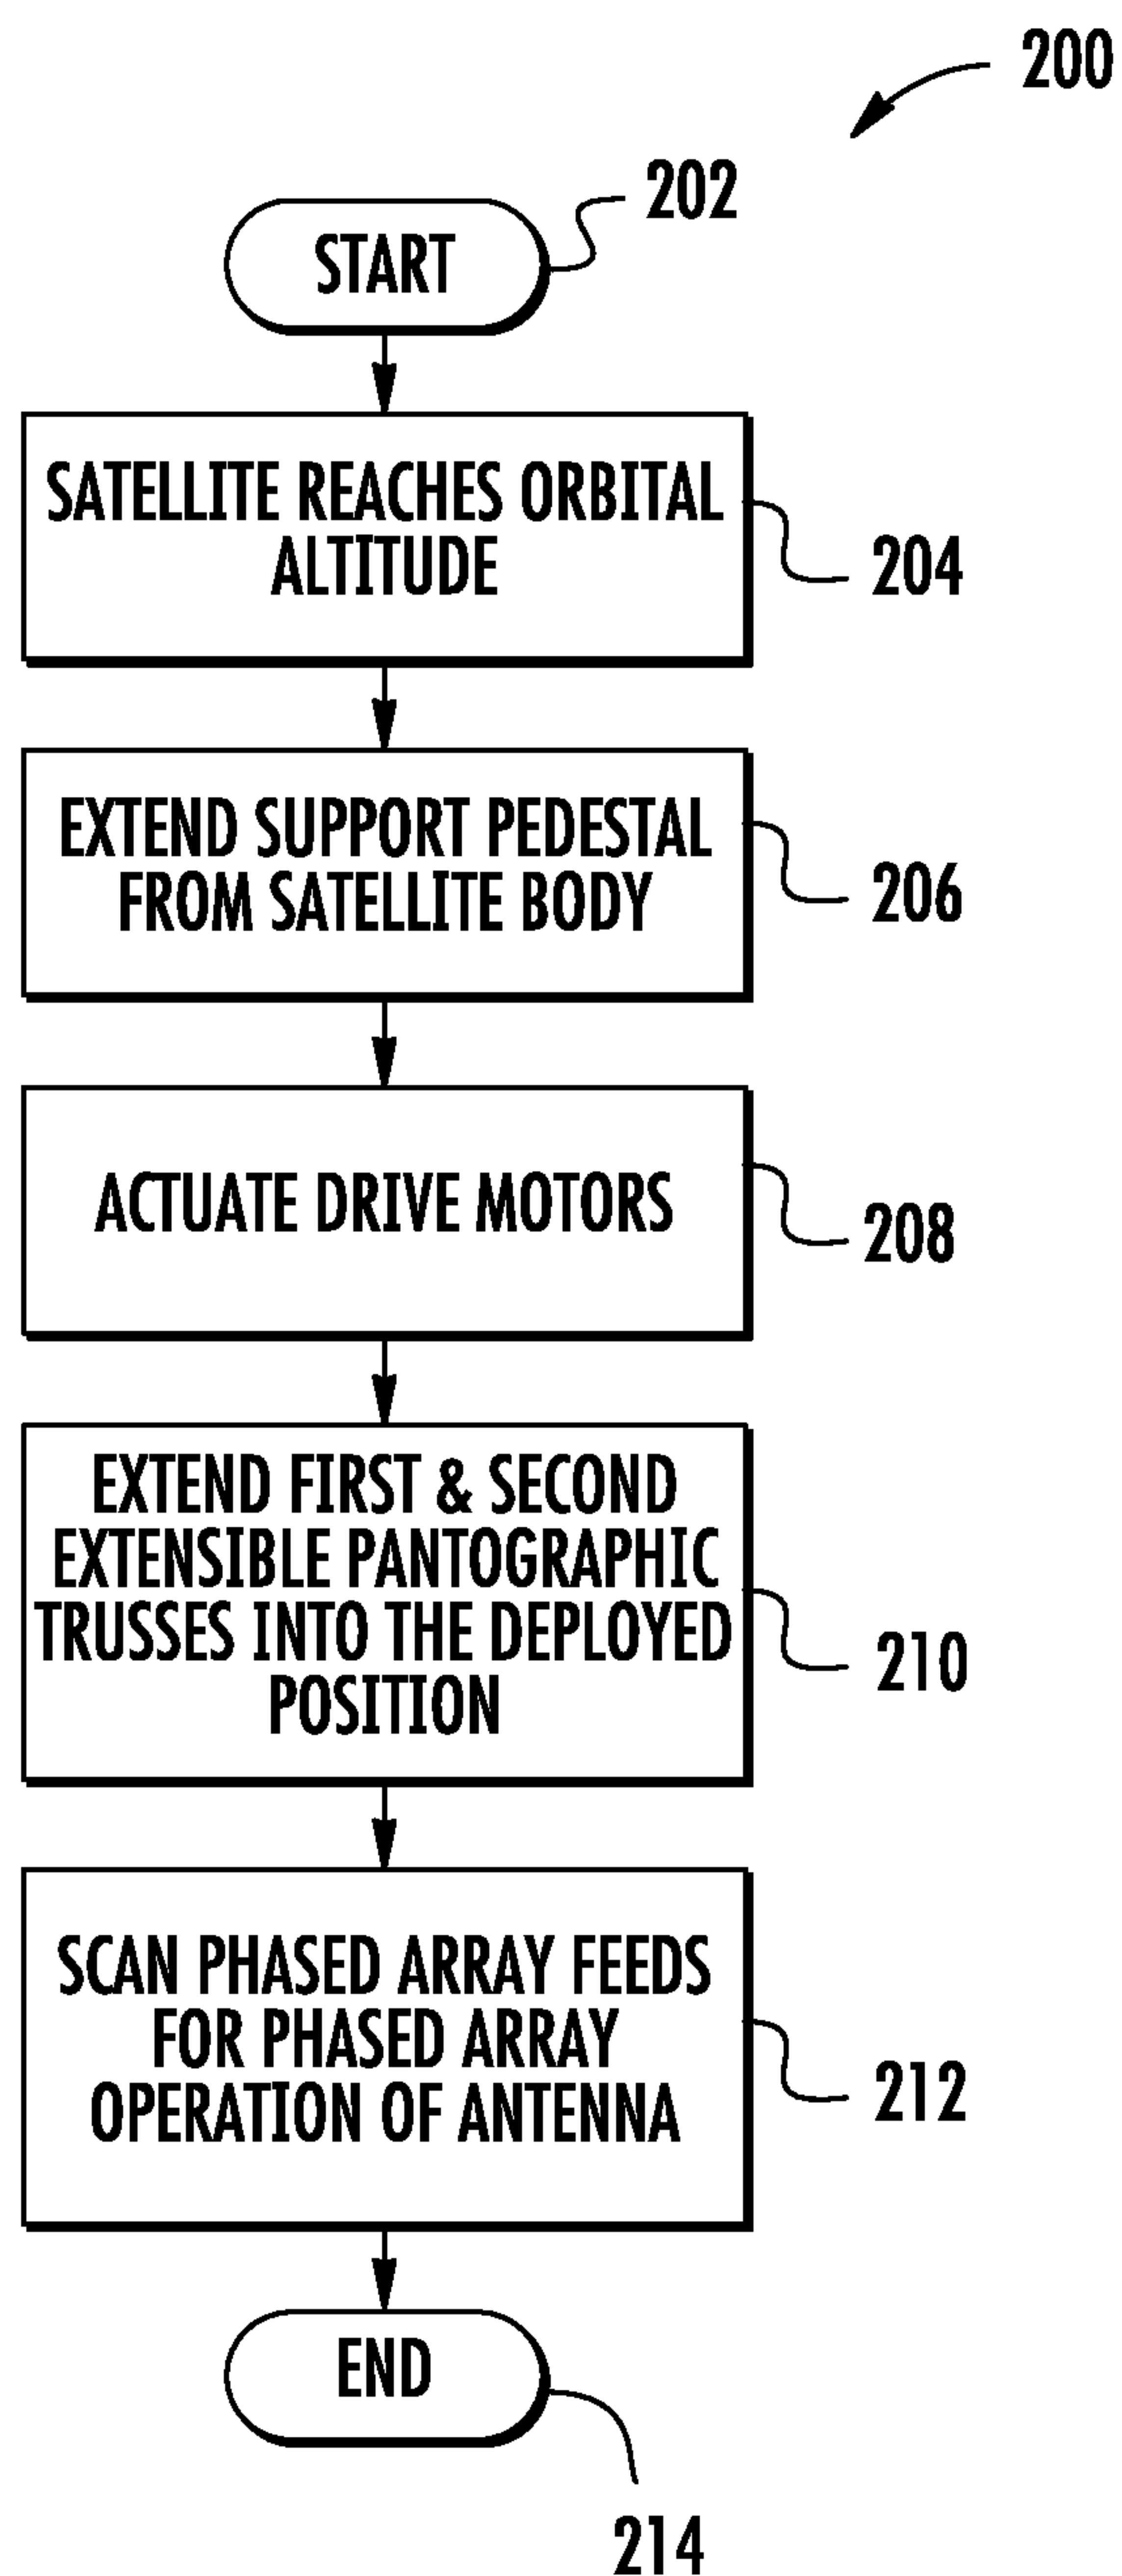 200
202
START
SATELLITE REACHES ORBITAL
ALTITUDE
204
EXTEND SUPPORT PEDESTAL
FROM SATELLITE BODY
206
ACTUATE DRIVE MOTORS
208
EXTEND FIRST & SECOND
EXTENSIBLE PANTOGRAPHIC
TRUSSES INTO THE DEPLOYED
POSITION
210
SCAN PHASED ARRAY FEEDS
FOR PHASED ARRAY
OPERATION OF ANTENNA
212
END
214